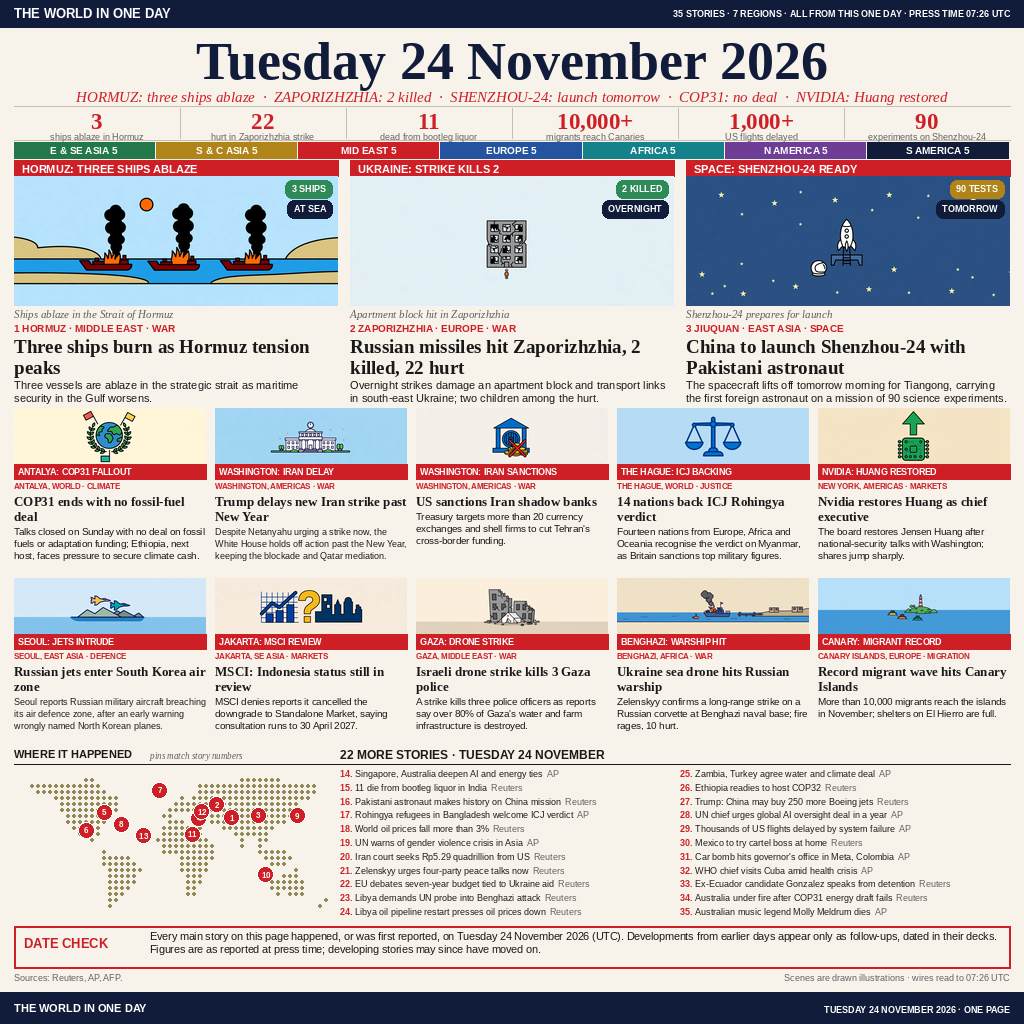 THE WORLD IN ONE DAY
35 STORIES · 7 REGIONS · ALL FROM THIS ONE DAY · PRESS TIME 07:26 UTC
Tuesday 24 November 2026
HORMUZ: three ships ablaze · ZAPORIZHZHIA: 2 killed · SHENZHOU-24: launch tomorrow · COP31: no deal · NVIDIA: Huang restored
3
ships ablaze in Hormuz
22
hurt in Zaporizhzhia strike
11
dead from bootleg liquor
10,000+
migrants reach Canaries
1,000+
US flights delayed
90
experiments on Shenzhou-24
E & SE ASIA 5
S & C ASIA 5
MID EAST 5
EUROPE 5
AFRICA 5
N AMERICA 5
S AMERICA 5
HORMUZ: THREE SHIPS ABLAZE
3 SHIPS
AT SEA
Ships ablaze in the Strait of Hormuz
1 HORMUZ · MIDDLE EAST · WAR
Three ships burn as Hormuz tension
peaks
Three vessels are ablaze in the strategic strait as maritime
security in the Gulf worsens.
UKRAINE: STRIKE KILLS 2
2 KILLED
OVERNIGHT
Apartment block hit in Zaporizhzhia
2 ZAPORIZHZHIA · EUROPE · WAR
Russian missiles hit Zaporizhzhia, 2
killed, 22 hurt
Overnight strikes damage an apartment block and transport links
in south-east Ukraine; two children among the hurt.
SPACE: SHENZHOU-24 READY
90 TESTS
TOMORROW
Shenzhou-24 prepares for launch
3 JIUQUAN · EAST ASIA · SPACE
China to launch Shenzhou-24 with
Pakistani astronaut
The spacecraft lifts off tomorrow morning for Tiangong, carrying
the first foreign astronaut on a mission of 90 science experiments.
ANTALYA: COP31 FALLOUT
ANTALYA, WORLD · CLIMATE
COP31 ends with no fossil-fuel
deal
Talks closed on Sunday with no deal on fossil
fuels or adaptation funding; Ethiopia, next
host, faces pressure to secure climate cash.
WASHINGTON: IRAN DELAY
WASHINGTON, AMERICAS · WAR
Trump delays new Iran strike past
New Year
Despite Netanyahu urging a strike now, the
White House holds off action past the New Year,
keeping the blockade and Qatar mediation.
WASHINGTON: IRAN SANCTIONS
WASHINGTON, AMERICAS · WAR
US sanctions Iran shadow banks
Treasury targets more than 20 currency
exchanges and shell firms to cut Tehran's
cross-border funding.
THE HAGUE: ICJ BACKING
THE HAGUE, WORLD · JUSTICE
14 nations back ICJ Rohingya
verdict
Fourteen nations from Europe, Africa and
Oceania recognise the verdict on Myanmar,
as Britain sanctions top military figures.
NVIDIA: HUANG RESTORED
NEW YORK, AMERICAS · MARKETS
Nvidia restores Huang as chief
executive
The board restores Jensen Huang after
national-security talks with Washington;
shares jump sharply.
SEOUL: JETS INTRUDE
SEOUL, EAST ASIA · DEFENCE
Russian jets enter South Korea air
zone
Seoul reports Russian military aircraft breaching
its air defence zone, after an early warning
wrongly named North Korean planes.
JAKARTA: MSCI REVIEW
JAKARTA, SE ASIA · MARKETS
MSCI: Indonesia status still in
review
MSCI denies reports it cancelled the
downgrade to Standalone Market, saying
consultation runs to 30 April 2027.
GAZA: DRONE STRIKE
GAZA, MIDDLE EAST · WAR
Israeli drone strike kills 3 Gaza
police
A strike kills three police officers as reports
say over 80% of Gaza's water and farm
infrastructure is destroyed.
BENGHAZI: WARSHIP HIT
BENGHAZI, AFRICA · WAR
Ukraine sea drone hits Russian
warship
Zelenskyy confirms a long-range strike on a
Russian corvette at Benghazi naval base; fire
rages, 10 hurt.
CANARY: MIGRANT RECORD
CANARY ISLANDS, EUROPE · MIGRATION
Record migrant wave hits Canary
Islands
More than 10,000 migrants reach the islands
in November; shelters on El Hierro are full.
WHERE IT HAPPENED
pins match story numbers
7
5
12
2
1
3
9
6
8
13
11
10
22 MORE STORIES · TUESDAY 24 NOVEMBER
14. Singapore, Australia deepen AI and energy ties AP
15. 11 die from bootleg liquor in India Reuters
16. Pakistani astronaut makes history on China mission Reuters
17. Rohingya refugees in Bangladesh welcome ICJ verdict AP
18. World oil prices fall more than 3% Reuters
19. UN warns of gender violence crisis in Asia AP
20. Iran court seeks Rp5.29 quadrillion from US Reuters
21. Zelenskyy urges four-party peace talks now Reuters
22. EU debates seven-year budget tied to Ukraine aid Reuters
23. Libya demands UN probe into Benghazi attack Reuters
24. Libya oil pipeline restart presses oil prices down Reuters
25. Zambia, Turkey agree water and climate deal AP
26. Ethiopia readies to host COP32 Reuters
27. Trump: China may buy 250 more Boeing jets Reuters
28. UN chief urges global AI oversight deal in a year AP
29. Thousands of US flights delayed by system failure AP
30. Mexico to try cartel boss at home Reuters
31. Car bomb hits governor's office in Meta, Colombia AP
32. WHO chief visits Cuba amid health crisis AP
33. Ex-Ecuador candidate Gonzalez speaks from detention Reuters
34. Australia under fire after COP31 energy draft fails Reuters
35. Australian music legend Molly Meldrum dies AP
DATE CHECK
Every main story on this page happened, or was first reported, on Tuesday 24 November 2026 (UTC). Developments from earlier days appear only as follow-ups, dated in their decks.
Figures are as reported at press time; developing stories may since have moved on.
Sources: Reuters, AP, AFP.
Scenes are drawn illustrations · wires read to 07:26 UTC
THE WORLD IN ONE DAY
TUESDAY 24 NOVEMBER 2026 · ONE PAGE